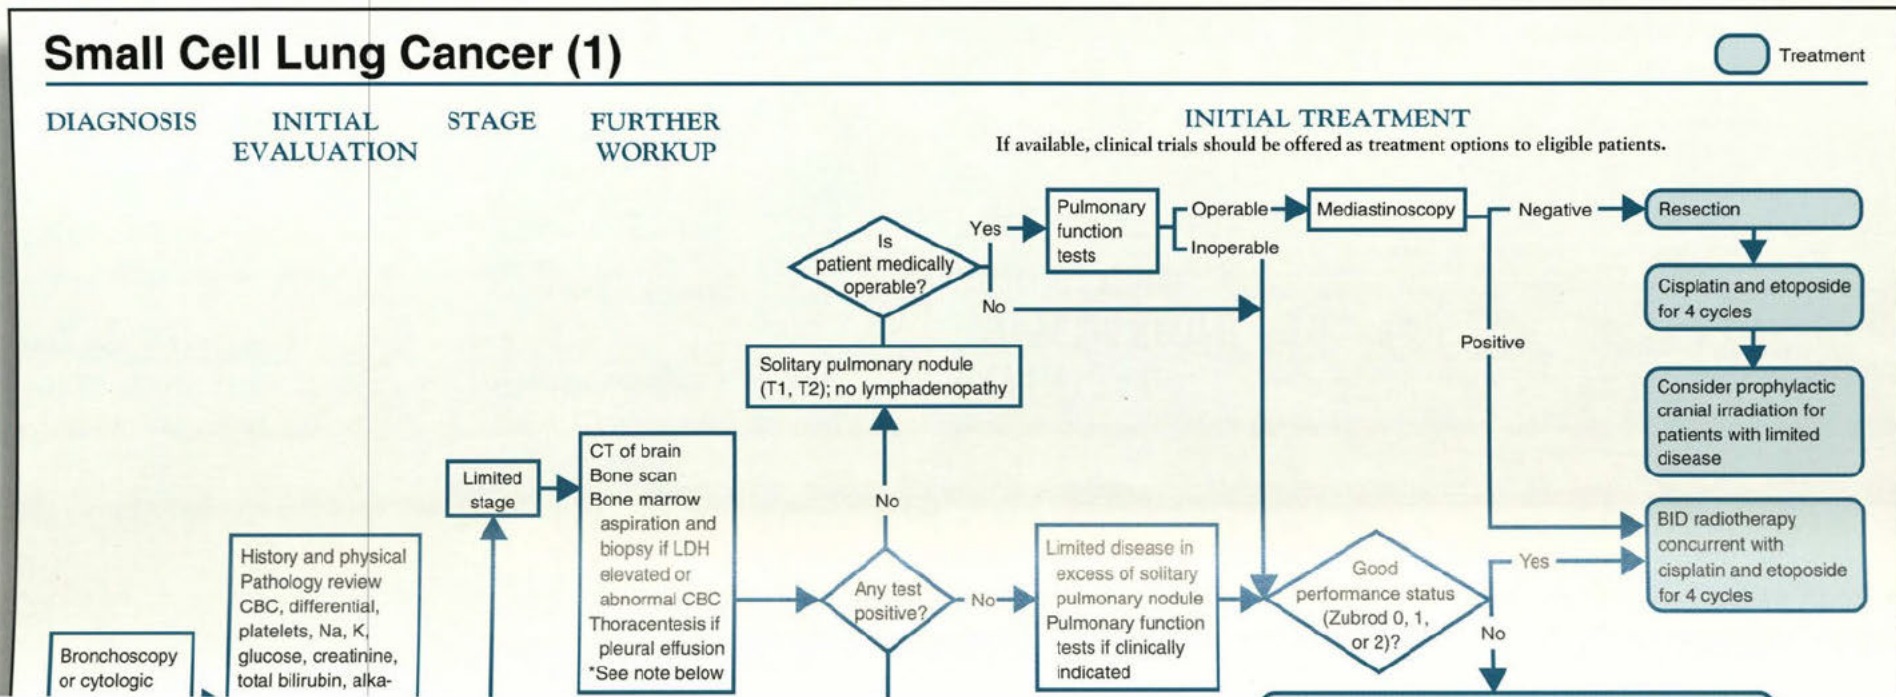 Small Cell Lung Cancer (1)
Treatment
DIAGNOSIS
INITIAL
EVALUATION
STAGE
FURTHER
WORKUP
INITIAL TREATMENT
If available, clinical trials should be offered as treatment options to eligible patients.
Bronchoscopy
or cytologic
History and physical
Pathology review
CBC, differential,
platelets, Na, K,
glucose, creatinine,
total bilirubin, alka-
Limited
stage
CT of brain
Bone scan
Bone marrow
aspiration and
biopsy if LDH
elevated or
abnormal CBC
Thoracentesis if
pleural effusion
*See note below
Any test
positive?
No
Solitary pulmonary nodule
(T1, T2); no lymphadenopathy
Is
patient medically
operable?
Yes
No
Pulmonary
function
tests
Operable
Inoperable
Mediastinoscopy
Negative
Positive
Resection
Cisplatin and etoposide
for 4 cycles
Consider prophylactic
cranial irradiation for
patients with limited
disease
No
Limited disease in
excess of solitary
pulmonary nodule
Pulmonary function
tests if clinically
indicated
Good
performance status
(Zubrod 0, 1,
or 2)?
Yes
No
BID radiotherapy
concurrent with
cisplatin and etoposide
for 4 cycles